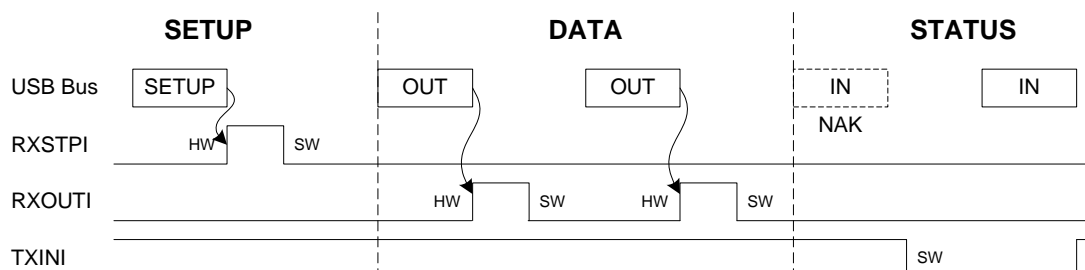 SETUP DATA STATUS
USB Bus SETUP OUT OUT IN IN
NAK
RXSTPI HW SW
RXOUTI HW SW HW SW
TXINI SW